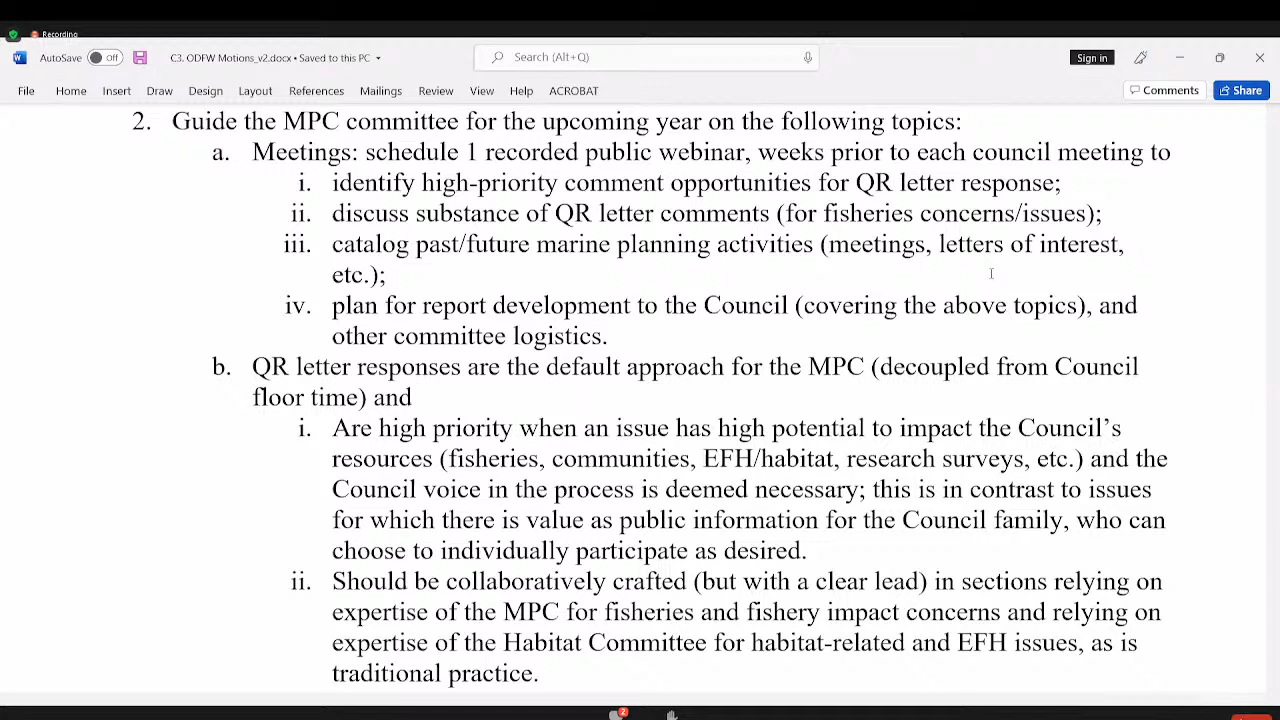 Recording
AutoSave Off C3. ODFW Motions_v2.docx • Saved to this PC Search (Alt+Q) Sign in
File Home Insert Draw Design Layout References Mailings Review View Help ACROBAT Comments Share
2. Guide the MPC committee for the upcoming year on the following topics:
a. Meetings: schedule 1 recorded public webinar, weeks prior to each council meeting to
i. identify high-priority comment opportunities for QR letter response;
ii. discuss substance of QR letter comments (for fisheries concerns/issues);
iii. catalog past/future marine planning activities (meetings, letters of interest,
etc.);
iv. plan for report development to the Council (covering the above topics), and
other committee logistics.
b. QR letter responses are the default approach for the MPC (decoupled from Council
floor time) and
i. Are high priority when an issue has high potential to impact the Council’s
resources (fisheries, communities, EFH/habitat, research surveys, etc.) and the
Council voice in the process is deemed necessary; this is in contrast to issues
for which there is value as public information for the Council family, who can
choose to individually participate as desired.
ii. Should be collaboratively crafted (but with a clear lead) in sections relying on
expertise of the MPC for fisheries and fishery impact concerns and relying on
expertise of the Habitat Committee for habitat-related and EFH issues, as is
traditional practice.
2